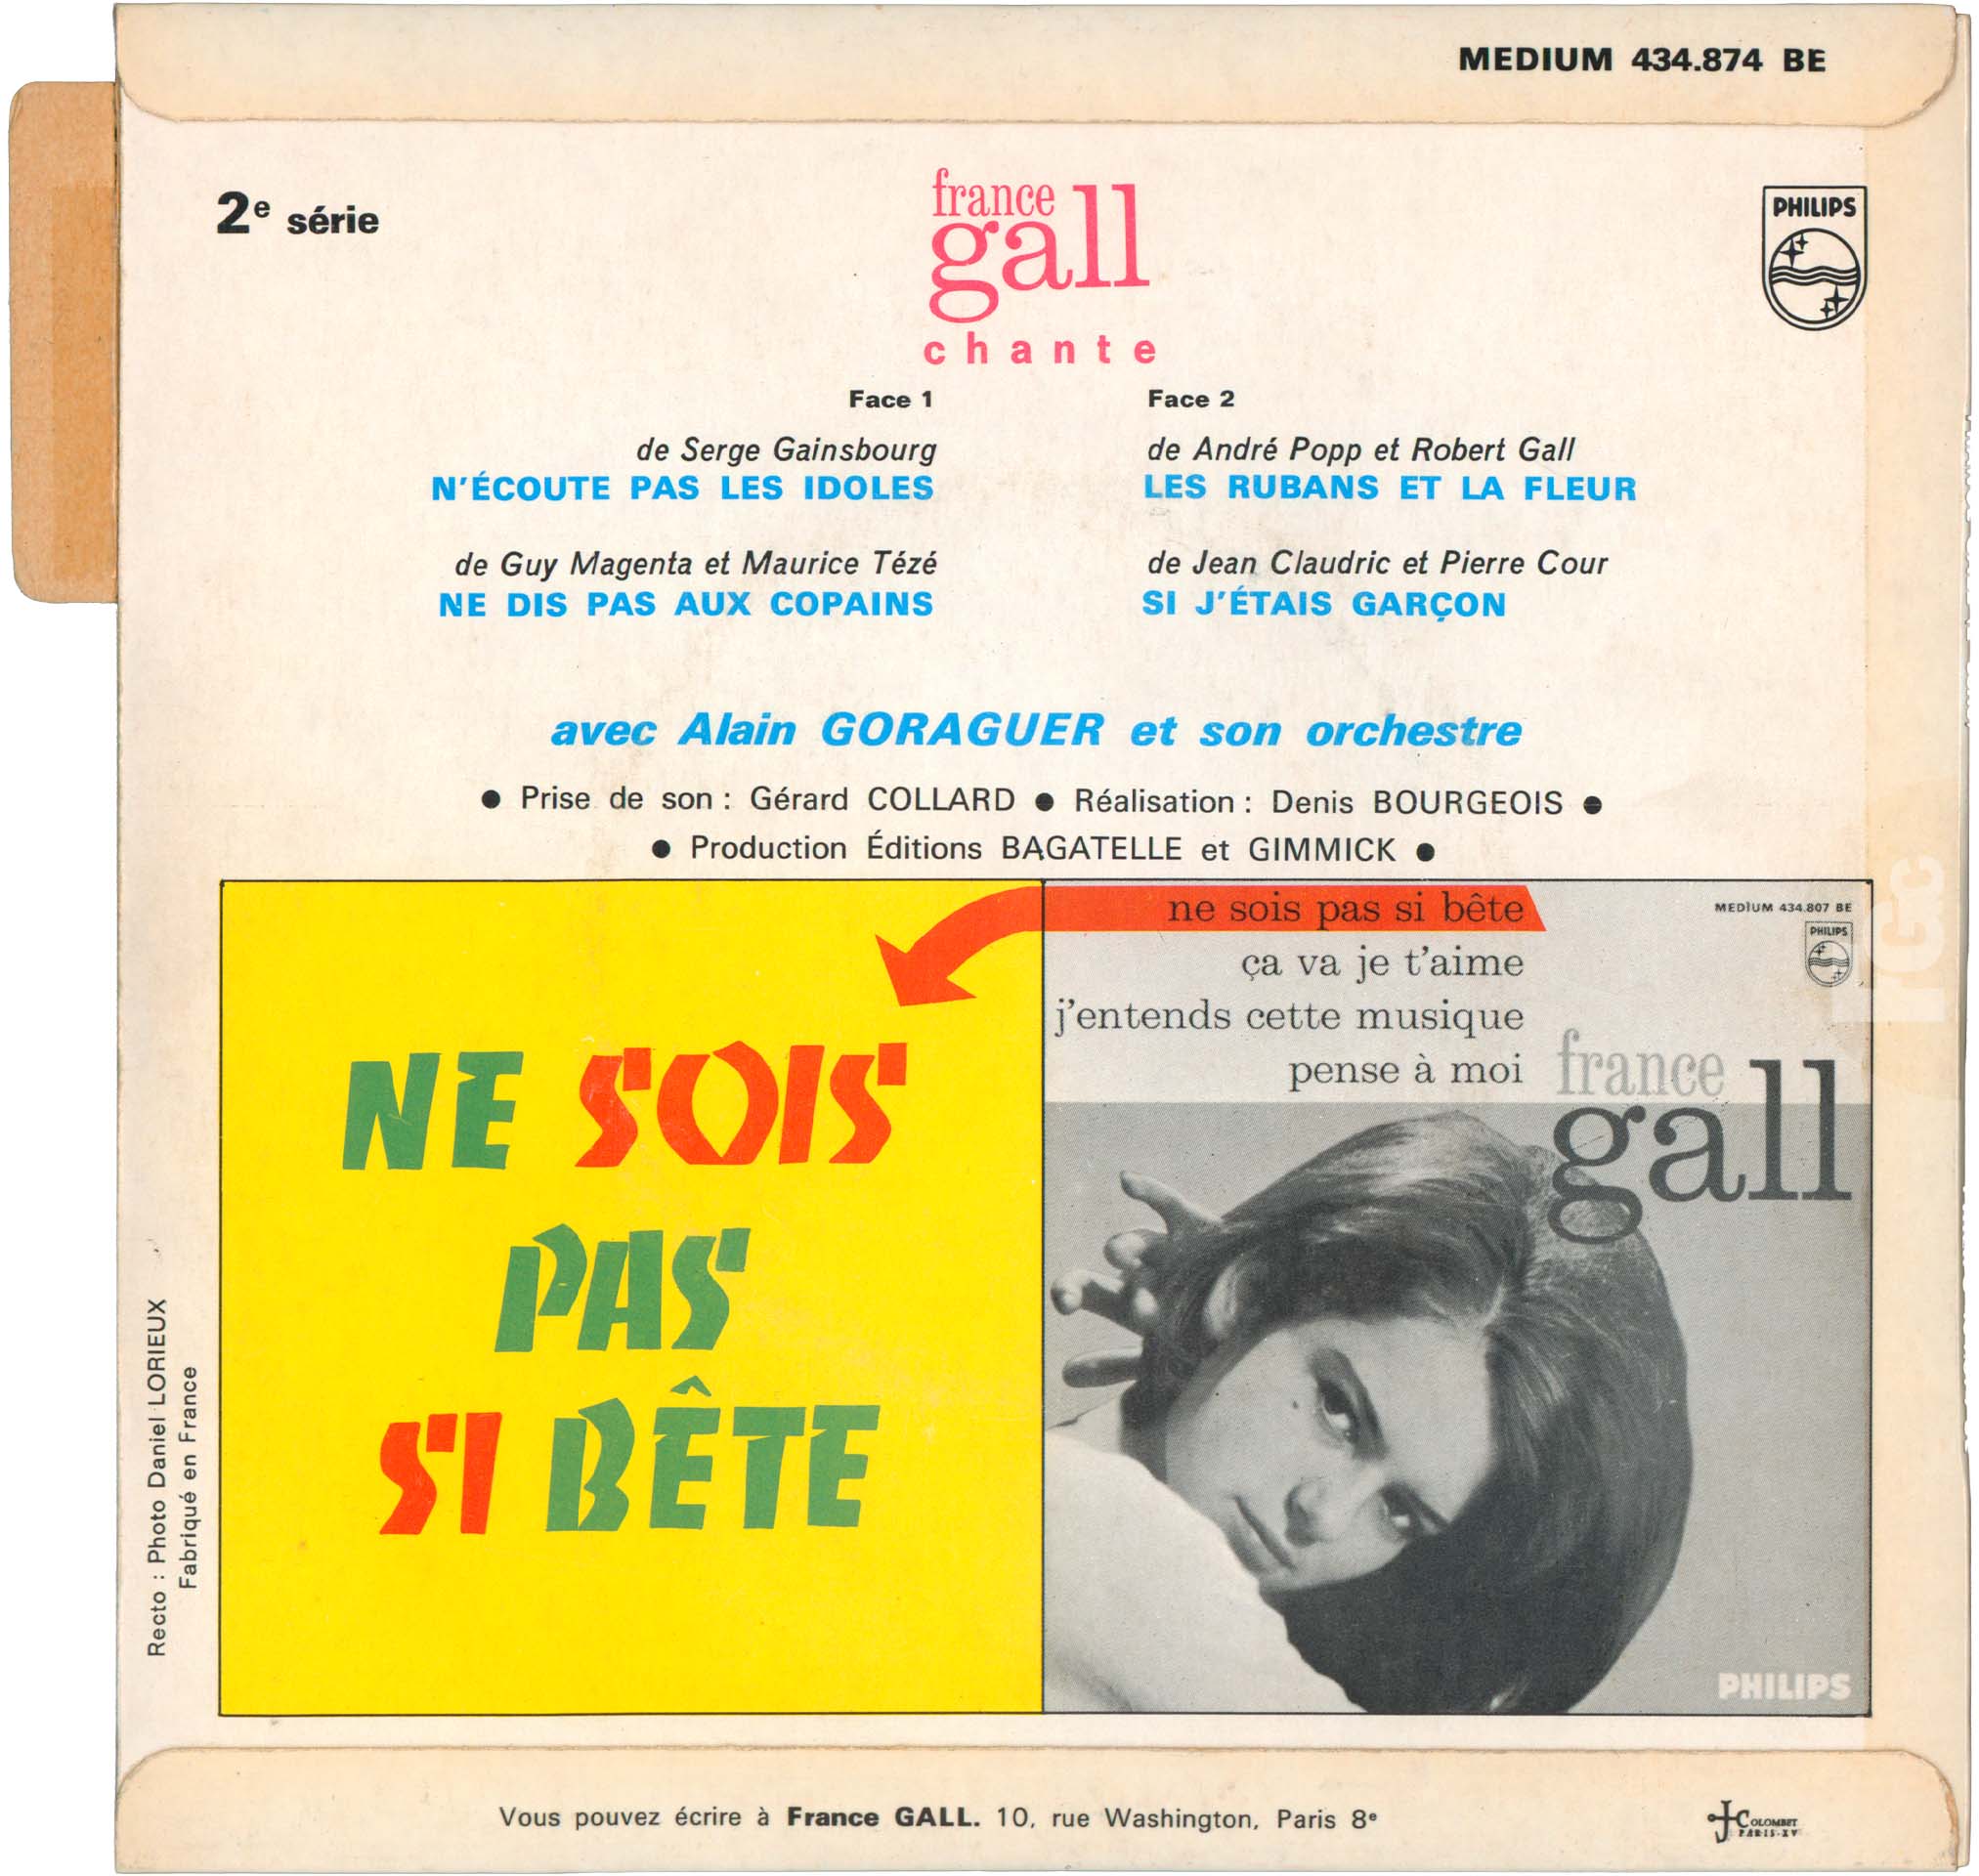 MEDIUM 434.874 BE
2e série
france
gall
chante
PHILIPS
Face 1
de Serge Gainsbourg
N'ÉCOUTE PAS LES IDOLES
de Guy Magenta et Maurice Tézé
NE DIS PAS AUX COPAINS
Face 2
de André Popp et Robert Gall
LES RUBANS ET LA FLEUR
de Jean Claudric et Pierre Cour
SI J'ÉTAIS GARÇON
avec Alain GORAGUER et son orchestre
● Prise de son : Gérard COLLARD ● Réalisation : Denis BOURGEOIS ●
● Production Éditions BAGATELLE et GIMMICK ●
NE SOIS
PAS
SI BÊTE
ne sois pas si bête
ça va je t'aime
j'entends cette musique
pense à moi
MEDIUM 434.807 BE
PHILIPS
france
gall
PHILIPS
Recto : Photo Daniel LORIEUX
Fabriqué en France
Vous pouvez écrire à France GALL. 10, rue Washington, Paris 8e
COLOMBET
PARIS-XV